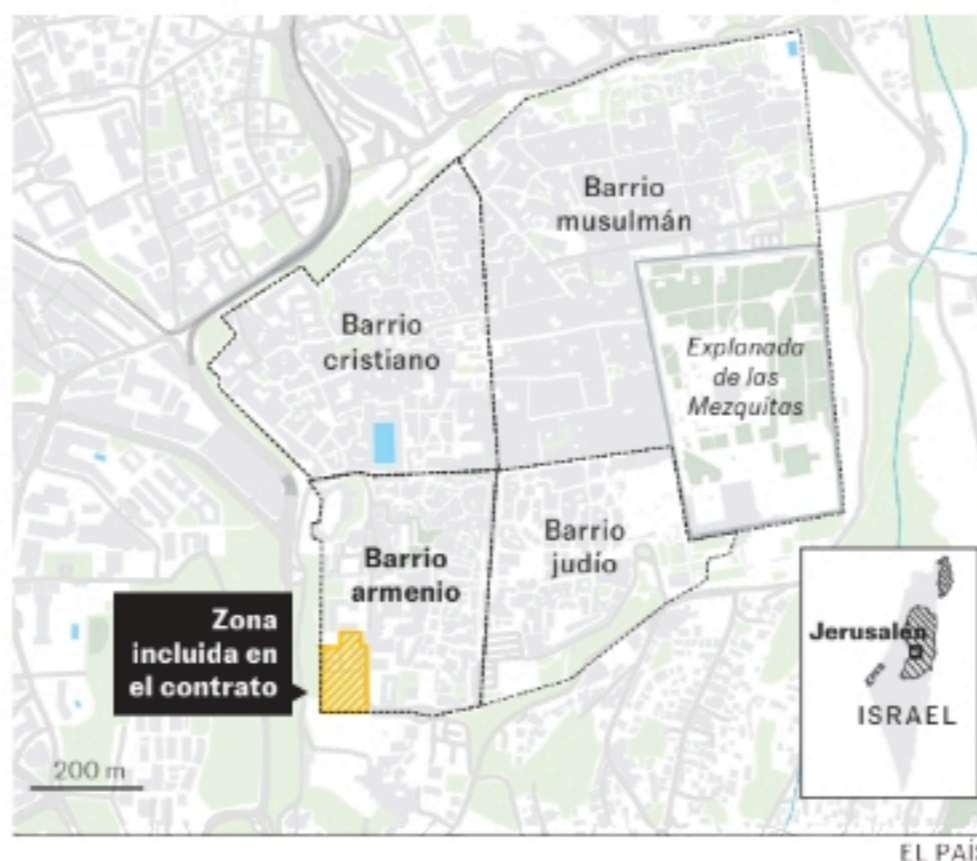 Barrio
musulmán
Barrio
cristiano
Explanada
de las
Mezquitas
Barrio
armenio
Barrio
judío
Zona
incluida en
el contrato
200 m
Jerusalén
ISRAEL
EL PAÍS